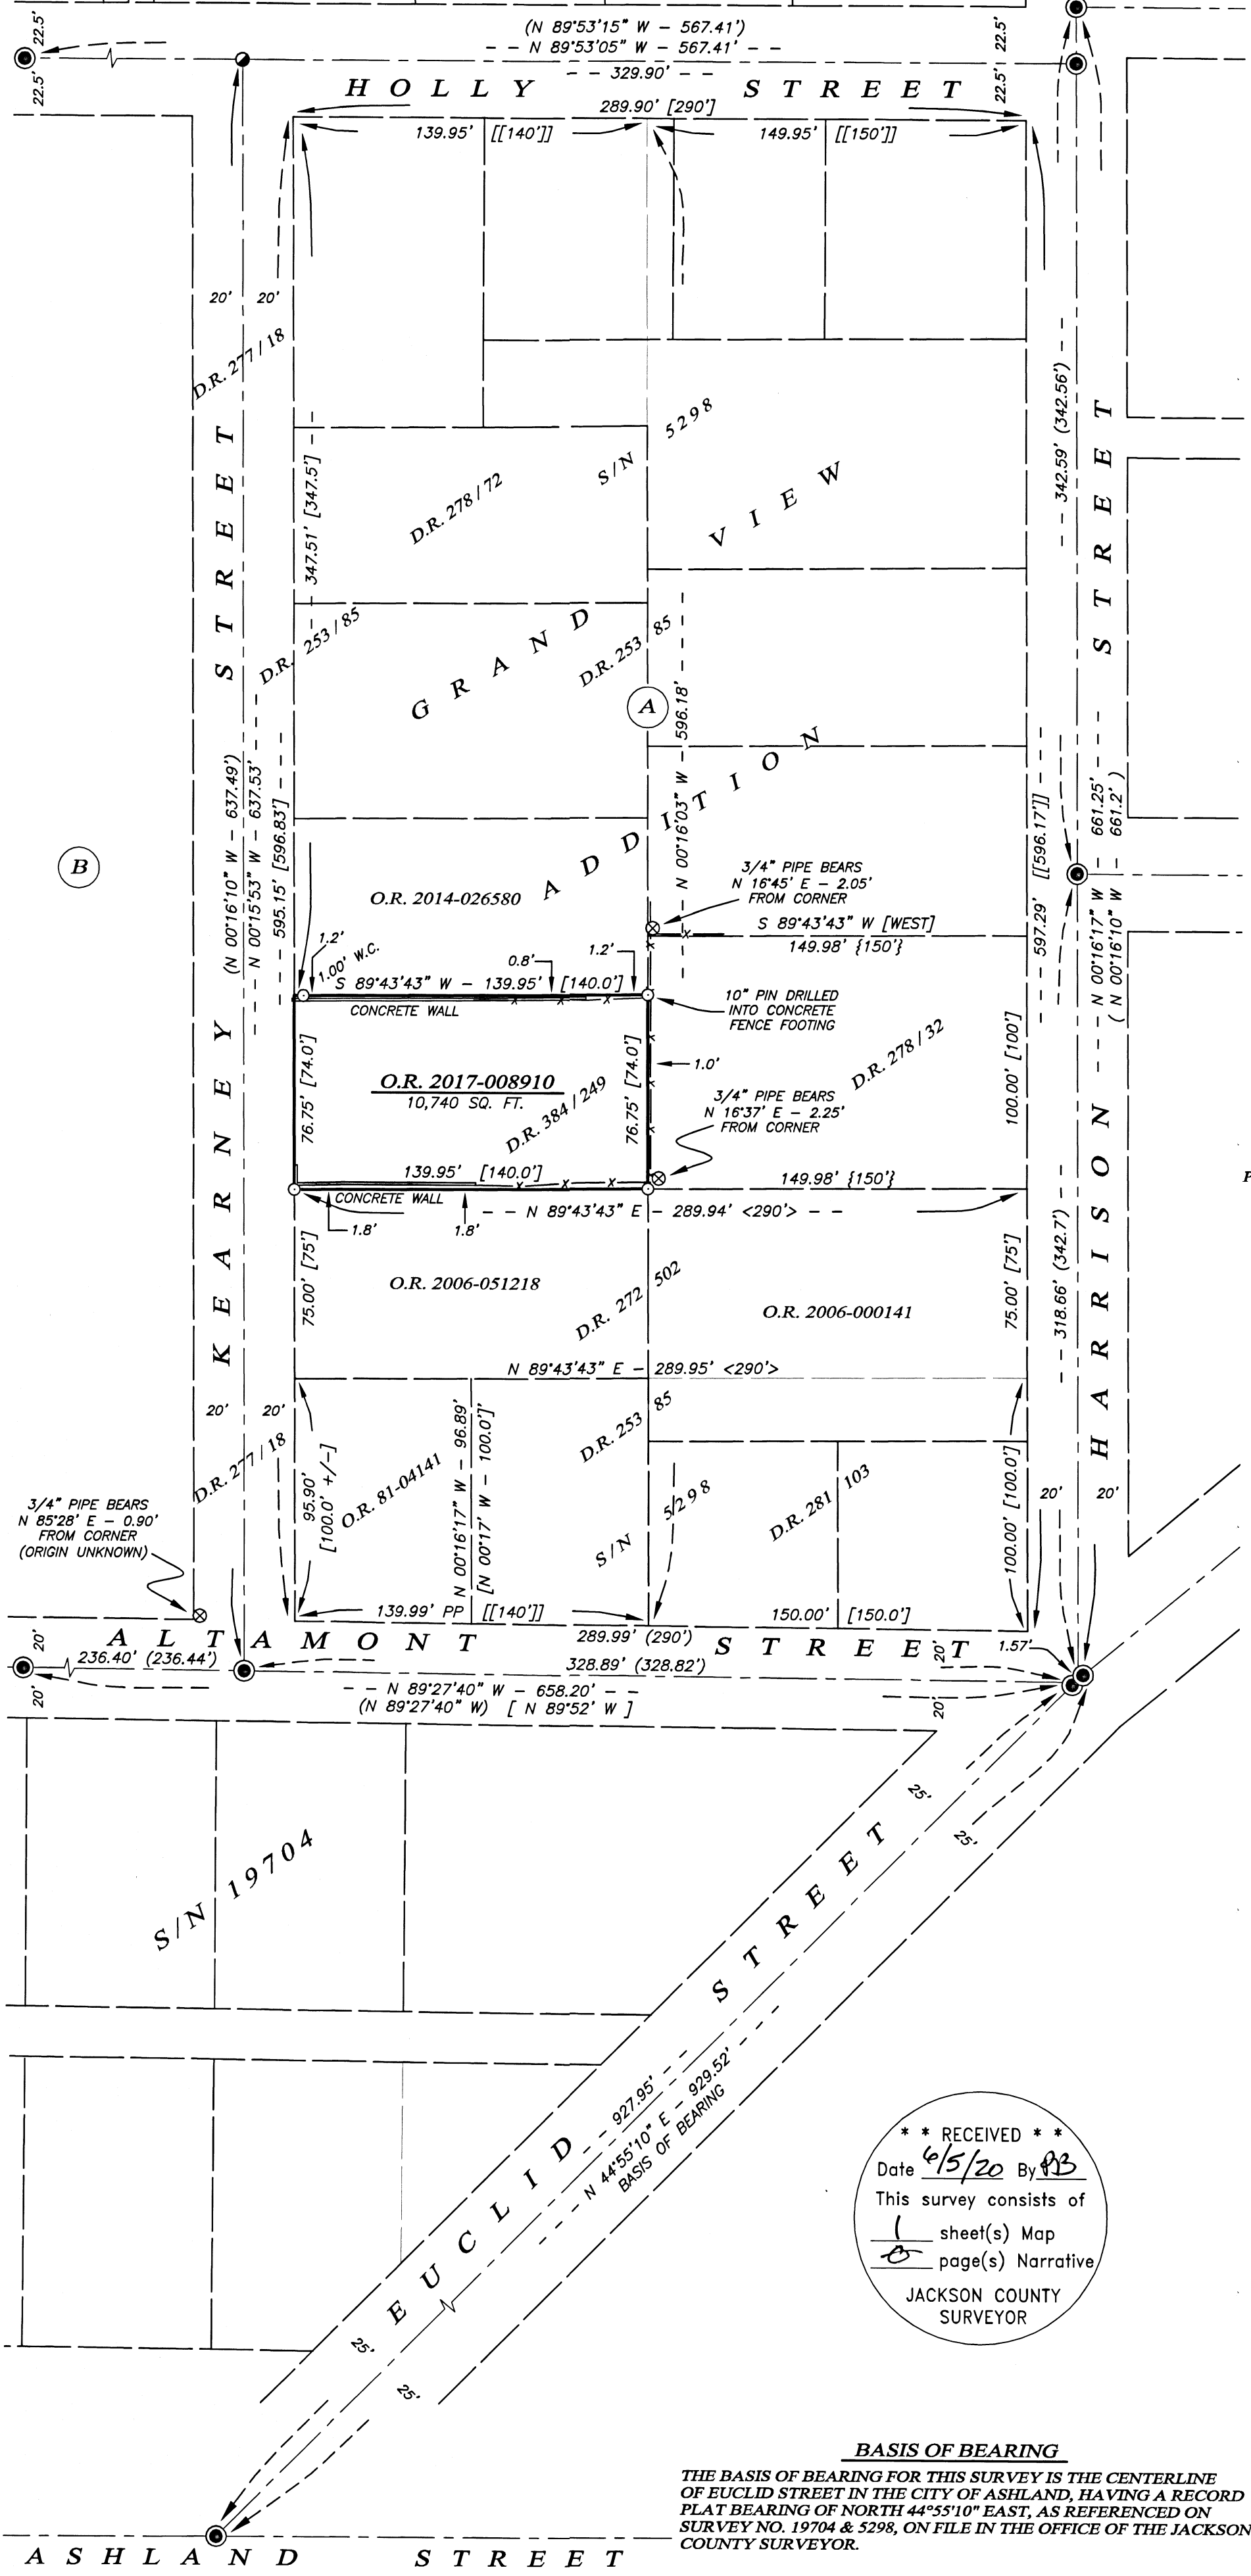 (N 89°53'15" W - 567.41')
- - N 89°53'05" W - 567.41' - -
- - 329.90' - -
22.5'
22.5'
22.5'
22.5'
HOLLY STREET
289.90' [290']
139.95' [[140']]
149.95' [[150']]
20' 20'
D.R. 277/18
347.51' [347.5']
D.R. 278/72
S/N 5298
342.59' (342.56')
GRAND VIEW ADDITION
D.R. 253/85
D.R. 253/85
A
B
N 00°16'03" W - 596.18'
KEARNEY STREET
(N 00°16'10" W - 637.49')
N 00°15'53" W - 637.53'
595.15' [596.83']
HARRISON STREET
597.29' [[596.17']]
(N 00°16'17" W - 661.25'
(N 00°16'10" W - 661.2')
O.R. 2014-026580
3/4" PIPE BEARS
N 16°45' E - 2.05'
FROM CORNER
S 89°43'43" W [WEST]
149.98' {150'}
1.2'
1.00' W.C.
0.8'
1.2'
S 89°43'43" W - 139.95' [140.0']
CONCRETE WALL
10" PIN DRILLED
INTO CONCRETE
FENCE FOOTING
76.75' [74.0']
O.R. 2017-008910
10,740 SQ. FT.
D.R. 384/249
76.75' [74.0']
1.0'
D.R. 278/32
100.00' [100']
3/4" PIPE BEARS
N 16°37' E - 2.25'
FROM CORNER
139.95' [140.0']
149.98' {150'}
CONCRETE WALL
- - N 89°43'43" E - 289.94' <290'> - -
1.8'
1.8'
75.00' [75']
O.R. 2006-051218
D.R. 272 502
O.R. 2006-000141
75.00' [75']
318.66' (342.7')
N 89°43'43" E - 289.95' <290'>
20' 20'
D.R. 277/18
95.90'
[100.0' +/-]
O.R. 81-04141
N 00°16'17" W - 96.89'
[N 00°17' W - 100.0']
D.R. 253 85
S/N 5298
D.R. 281 103
100.00' [100.0']
20' 20'
3/4" PIPE BEARS
N 85°28' E - 0.90'
FROM CORNER
(ORIGIN UNKNOWN)
139.99' PP [[140']]
150.00' [150.0']
ALTAMONT STREET
289.99' (290')
20'
1.57'
20'
236.40' (236.44')
328.89' (328.82')
- - N 89°27'40" W - 658.20' - -
(N 89°27'40" W) [ N 89°52' W ]
20'
20'
S/N 19704
25'
25'
EUCLID STREET
927.95'
N 44°55'10" E - 929.52'
BASIS OF BEARING
25'
25'
* * RECEIVED * *
Date 6/5/20 By
This survey consists of
1 sheet(s) Map
0 page(s) Narrative
JACKSON COUNTY
SURVEYOR
BASIS OF BEARING
THE BASIS OF BEARING FOR THIS SURVEY IS THE CENTERLINE
OF EUCLID STREET IN THE CITY OF ASHLAND, HAVING A RECORD
PLAT BEARING OF NORTH 44°55'10" EAST, AS REFERENCED ON
SURVEY NO. 19704 & 5298, ON FILE IN THE OFFICE OF THE JACKSON
COUNTY SURVEYOR.
ASHLAND STREET